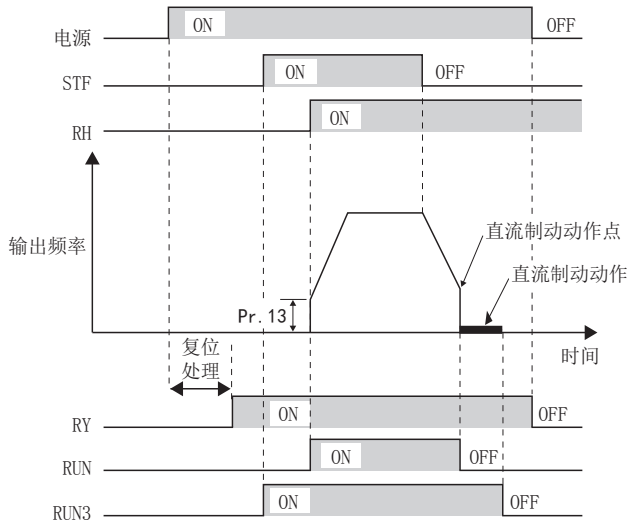 电源 ON OFF
STF ON OFF
RH ON
输出频率
直流制动动作点
直流制动动作
Pr.13
时间
复位
处理
RY ON OFF
RUN ON OFF
RUN3 ON OFF